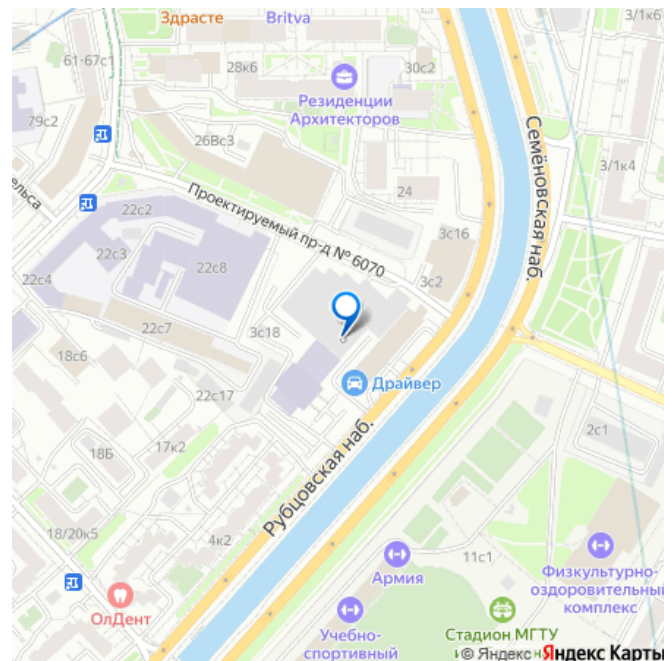 Здрасте
Britva
3/1к6
61-67с1
28к6
30с2
Резиденции
Архитекторов
79с2
26Вс3
Семёновская наб.
3/1к4
24
ельса
Проектируемый пр-д № 6070
22с2
3с16
22с3
22с8
3с2
22с4
22с7
3с18
18с6
Драйвер
22с17
2с1
17к2
18Б
Рубцовская наб.
18/20к5
4к2
11с1
Армия
Физкультурно-
оздоровительный
комплекс
ОлДент
Учебно-
спортивный
Стадион МГТУ
© Яндекс Яндекс Карты